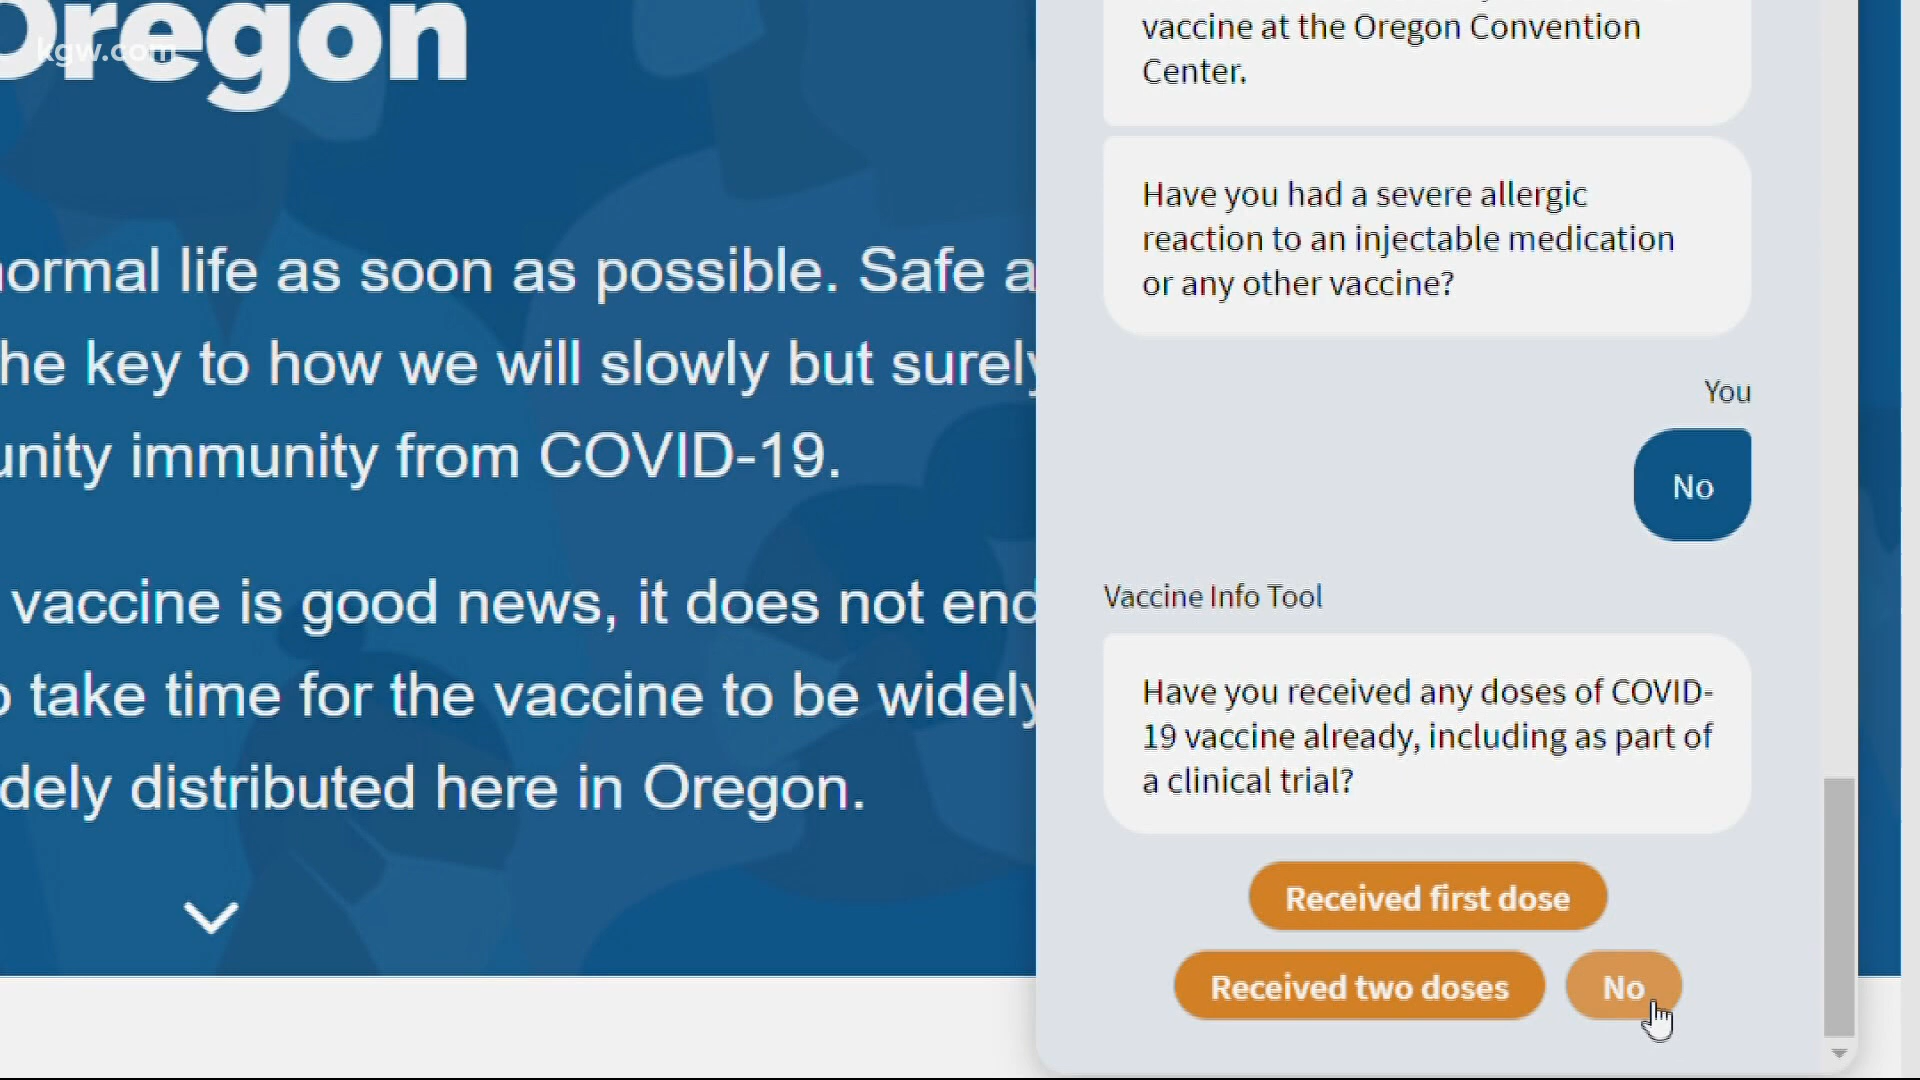 Oregon
kgw.com
normal life as soon as possible. Safe a
he key to how we will slowly but surely
unity immunity from COVID-19.
vaccine is good news, it does not end
take time for the vaccine to be widely
dely distributed here in Oregon.
vaccine at the Oregon Convention
Center.
Have you had a severe allergic
reaction to an injectable medication
or any other vaccine?
You
No
Vaccine Info Tool
Have you received any doses of COVID-
19 vaccine already, including as part of
a clinical trial?
Received first dose
Received two doses
No